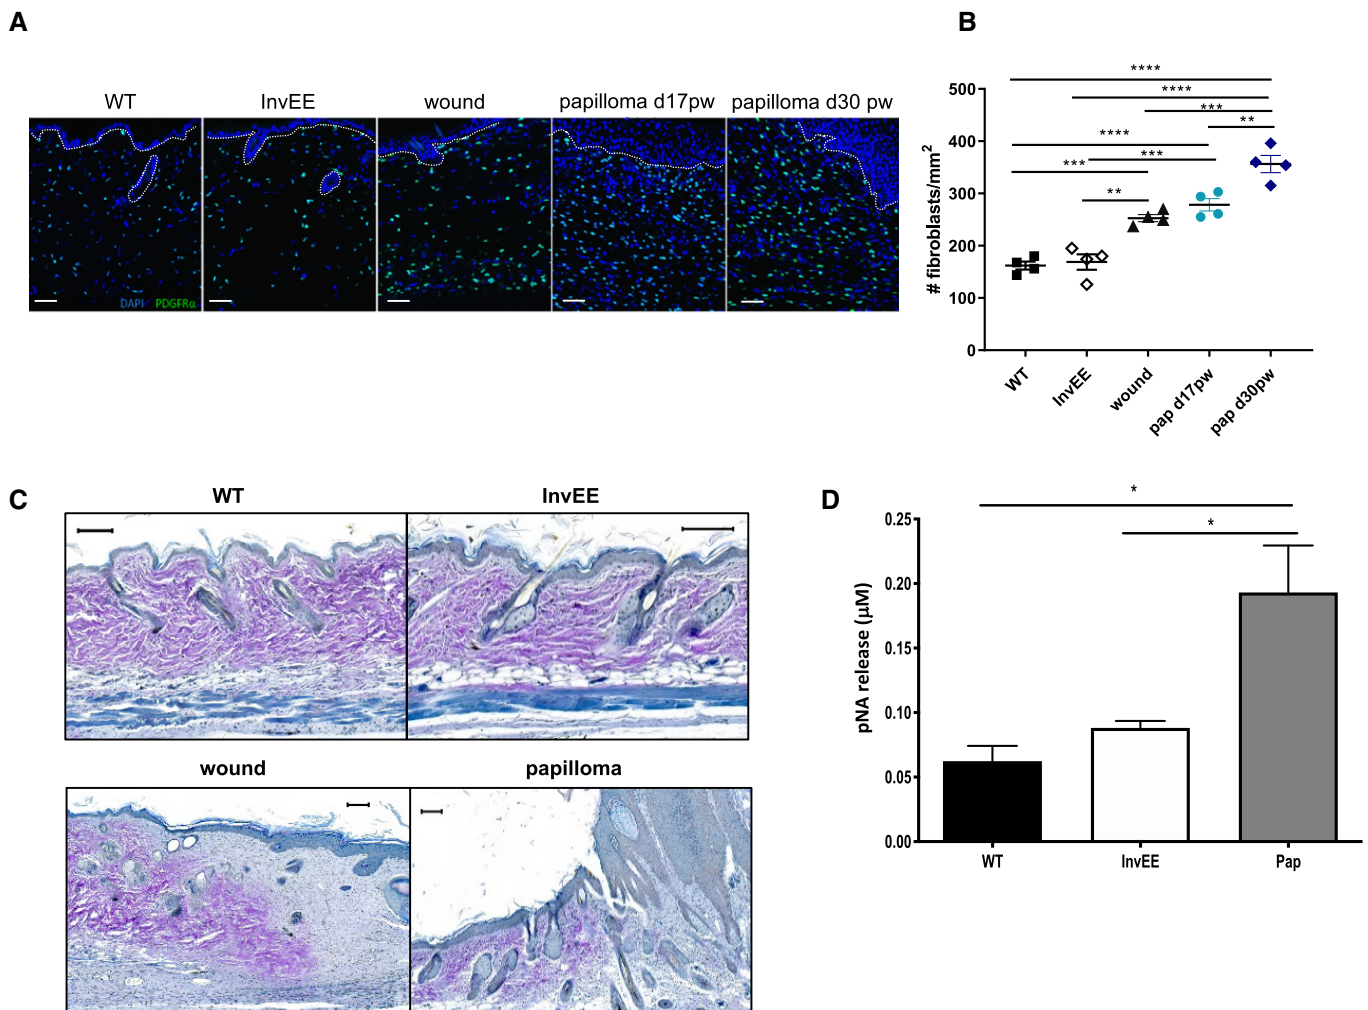 A
B
WT InvEE wound papilloma d17pw papilloma d30 pw
DAPI PDGFRα
# fibroblasts/mm²
500
400
300
200
100
0
****
****
***
**
****
***
***
**
WT InvEE wound pap d17pw pap d30pw
C
WT InvEE
wound papilloma
D
pNA release (µM)
0.25
0.20
0.15
0.10
0.05
0.00
*
*
WT InvEE Pap